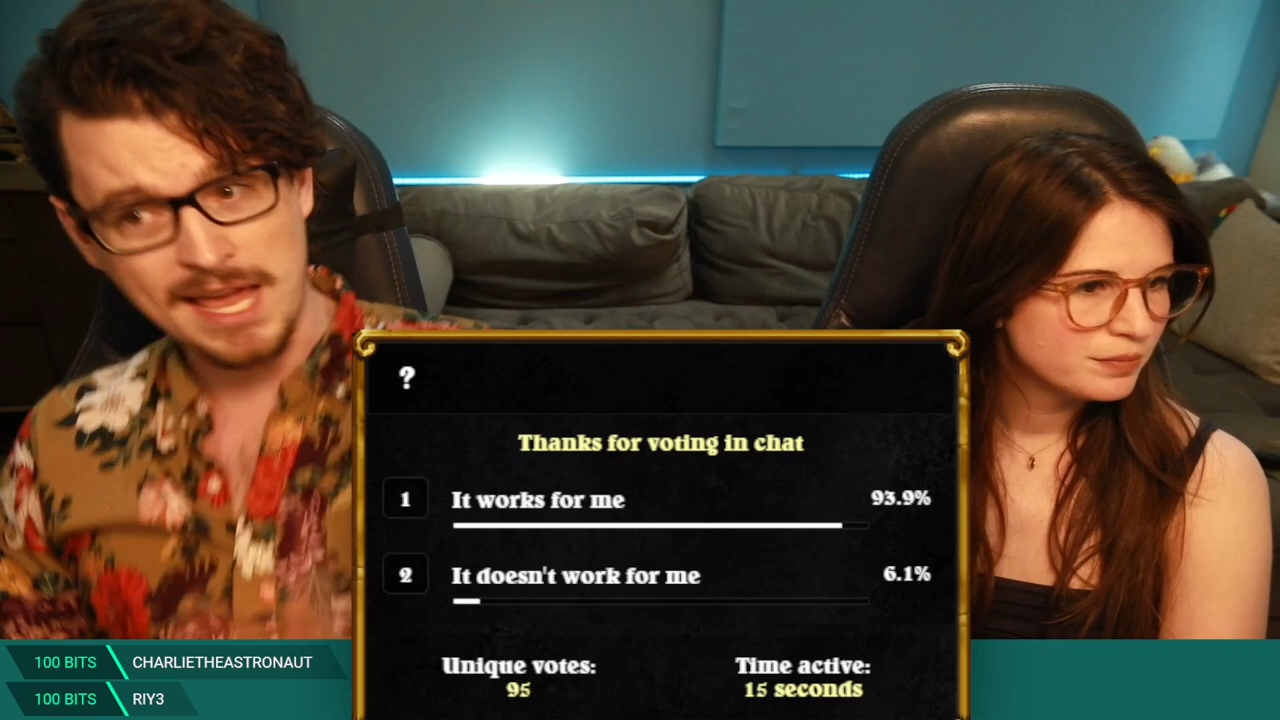 ?
Thanks for voting in chat
1 It works for me 93.9%
2 It doesn't work for me 6.1%
Unique votes: Time active:
95 15 seconds
100 BITS CHARLIETHEASTRONAUT
100 BITS RIY3